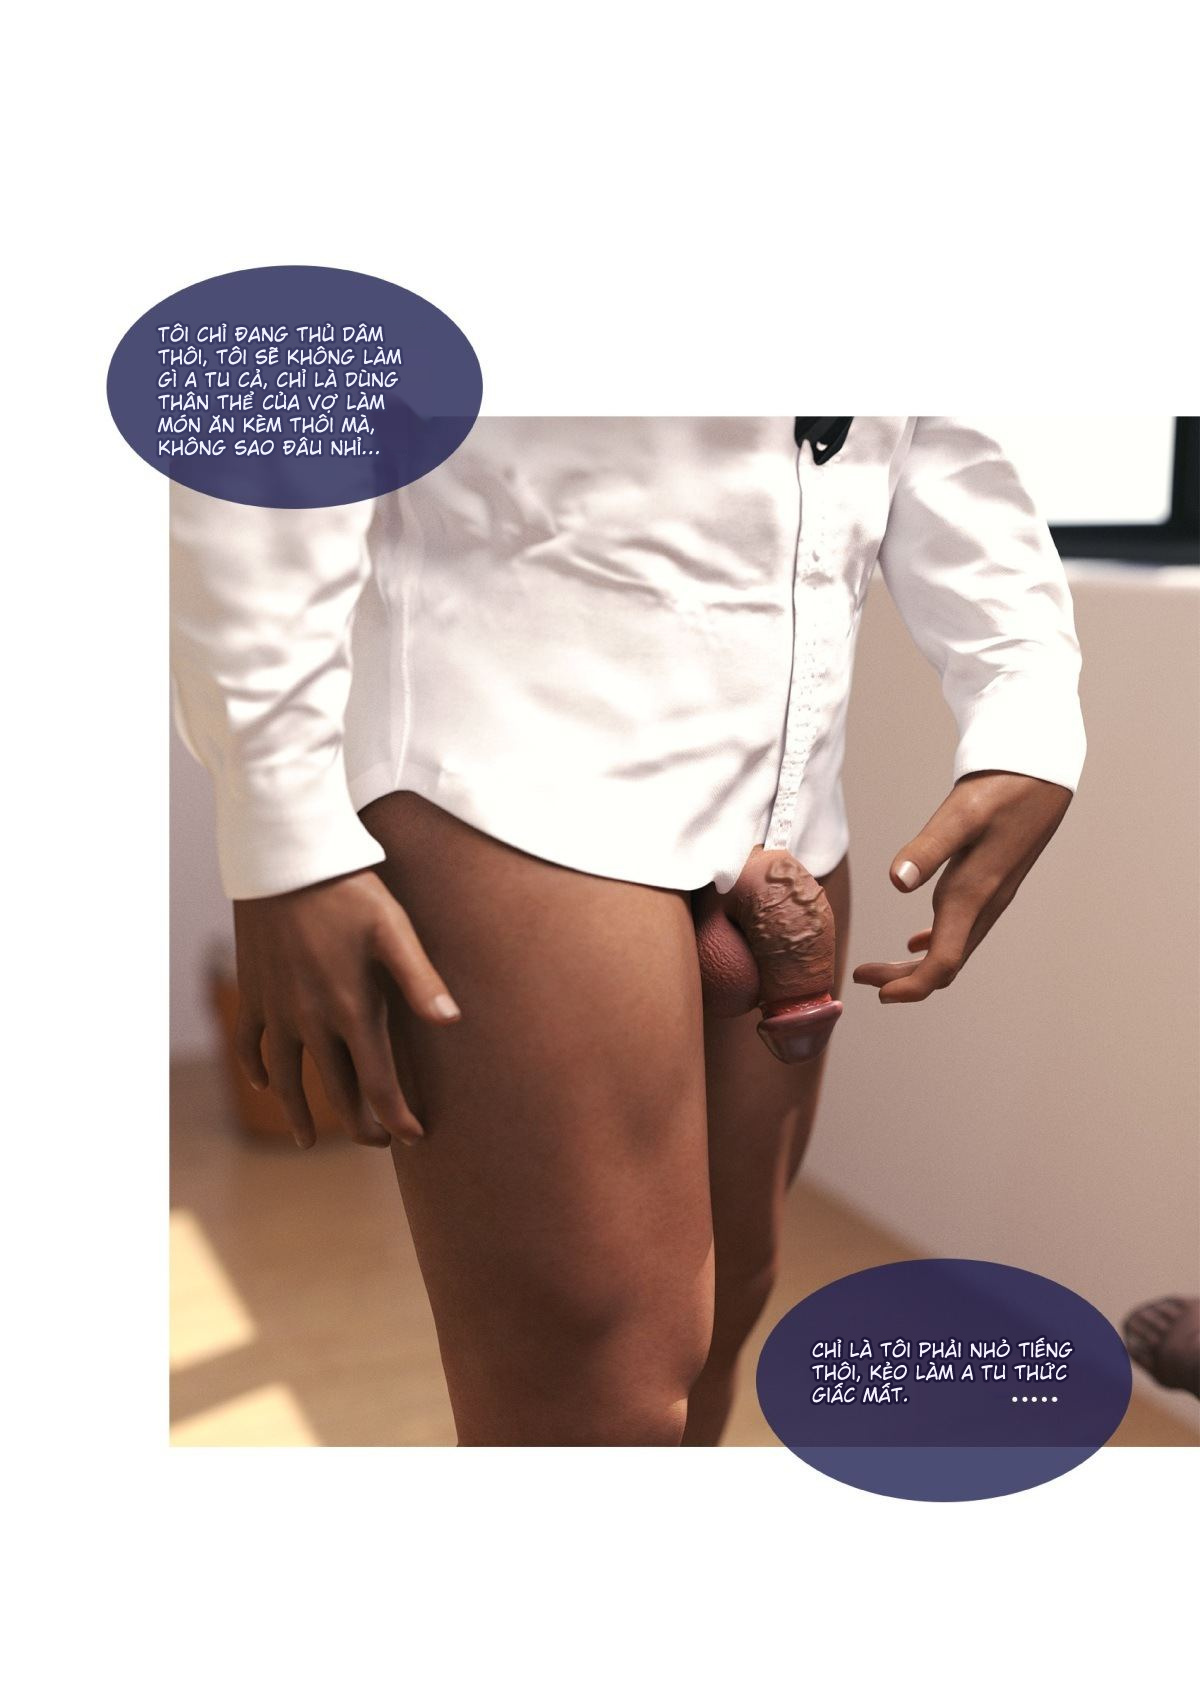 TÔI CHỈ ĐANG THỦ DÂM
THÔI, TÔI SẼ KHÔNG LÀM
GÌ A TU CẢ, CHỈ LÀ DÙNG
THÂN THỂ CỦA VỢ LÀM
MÓN ĂN KÈM THÔI MÀ,
KHÔNG SAO ĐÂU NHỈ...
CHỈ LÀ TÔI PHẢI NHỎ TIẾNG
THÔI, KẺO LÀM A TU THỨC
GIẤC MẤT. .....